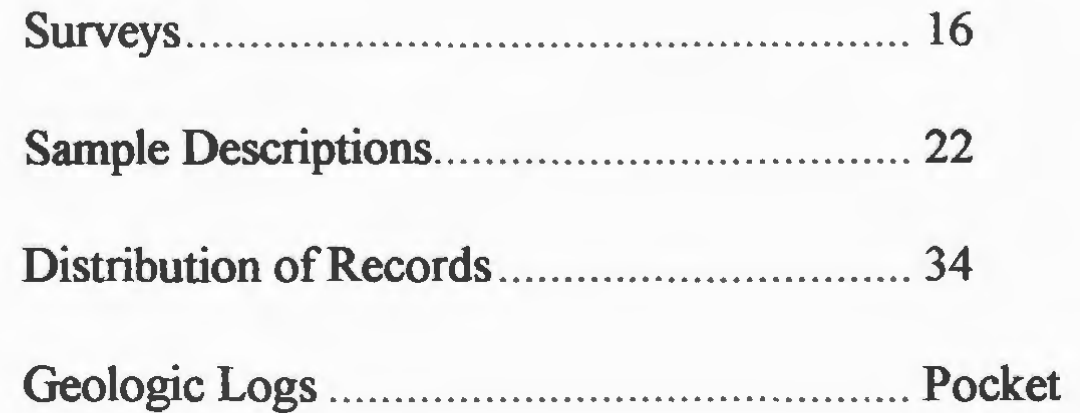 Surveys................................................ 16
Sample Descriptions................................ 22
Distribution of Records............................ 34
Geologic Logs ....................................... Pocket